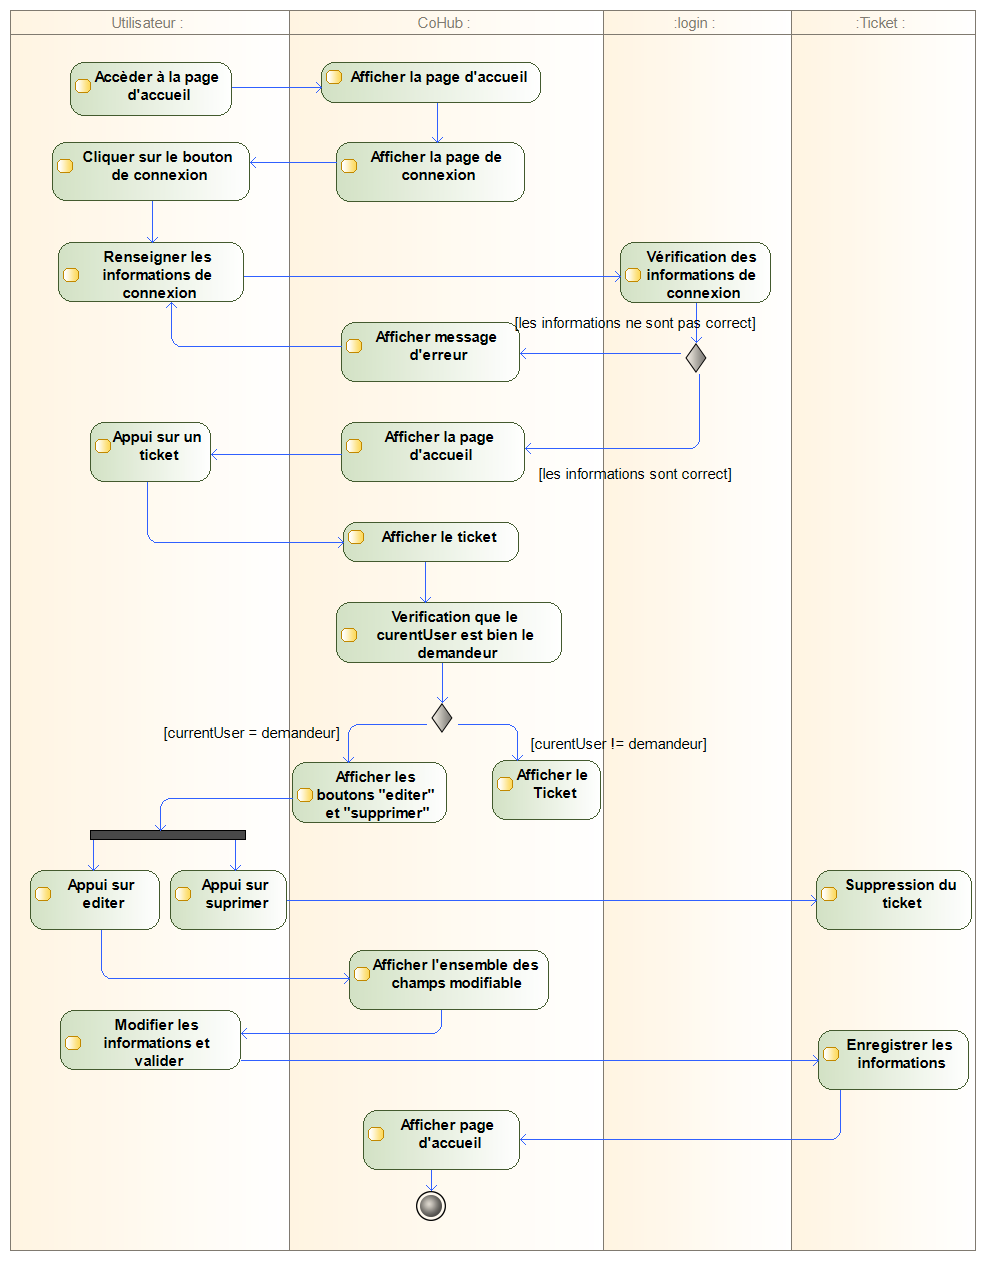 Utilisateur :
CoHub :
:login :
:Ticket :
Accèder à la page
d'accueil
Afficher la page d'accueil
Cliquer sur le bouton
de connexion
Afficher la page de
connexion
Renseigner les
informations de
connexion
Vérification des
informations de
connexion
[les informations ne sont pas correct]
Afficher message
d'erreur
Appui sur un
ticket
Afficher la page
d'accueil
[les informations sont correct]
Afficher le ticket
Verification que le
curentUser est bien le
demandeur
[currentUser = demandeur]
[curentUser != demandeur]
Afficher les
boutons "editer"
et "supprimer"
Afficher le
Ticket
Appui sur
editer
Appui sur
suprimer
Suppression du
ticket
Afficher l'ensemble des
champs modifiable
Modifier les
informations et
valider
Enregistrer les
informations
Afficher page
d'accueil